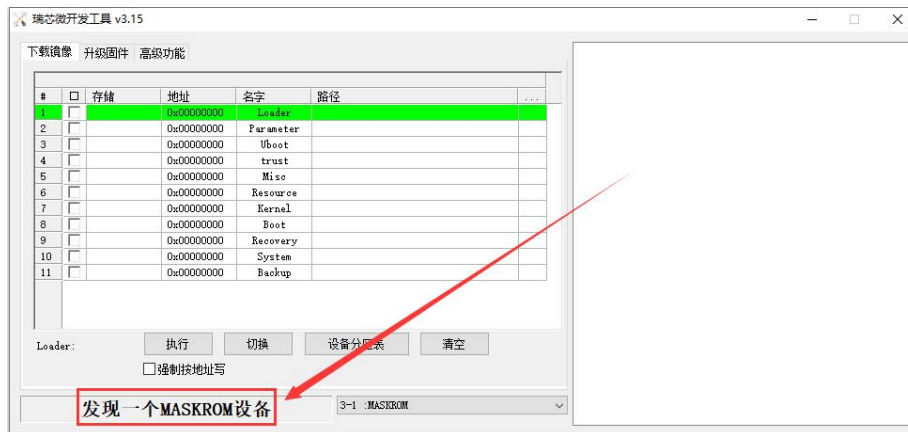 瑞芯微开发工具 v3.15
下载镜像 升级固件 高级功能
# 口 存储 地址 名字 路径 ...
1 0x00000000 Loader
2 0x00000000 Parameter
3 0x00000000 Uboot
4 0x00000000 trust
5 0x00000000 Misc
6 0x00000000 Resource
7 0x00000000 Kernel
8 0x00000000 Boot
9 0x00000000 Recovery
10 0x00000000 System
11 0x00000000 Backup
Loader: 执行 切换 设备分区表 清空
强制按地址写
发现一个MASKROM设备 3-1 :MASKROM